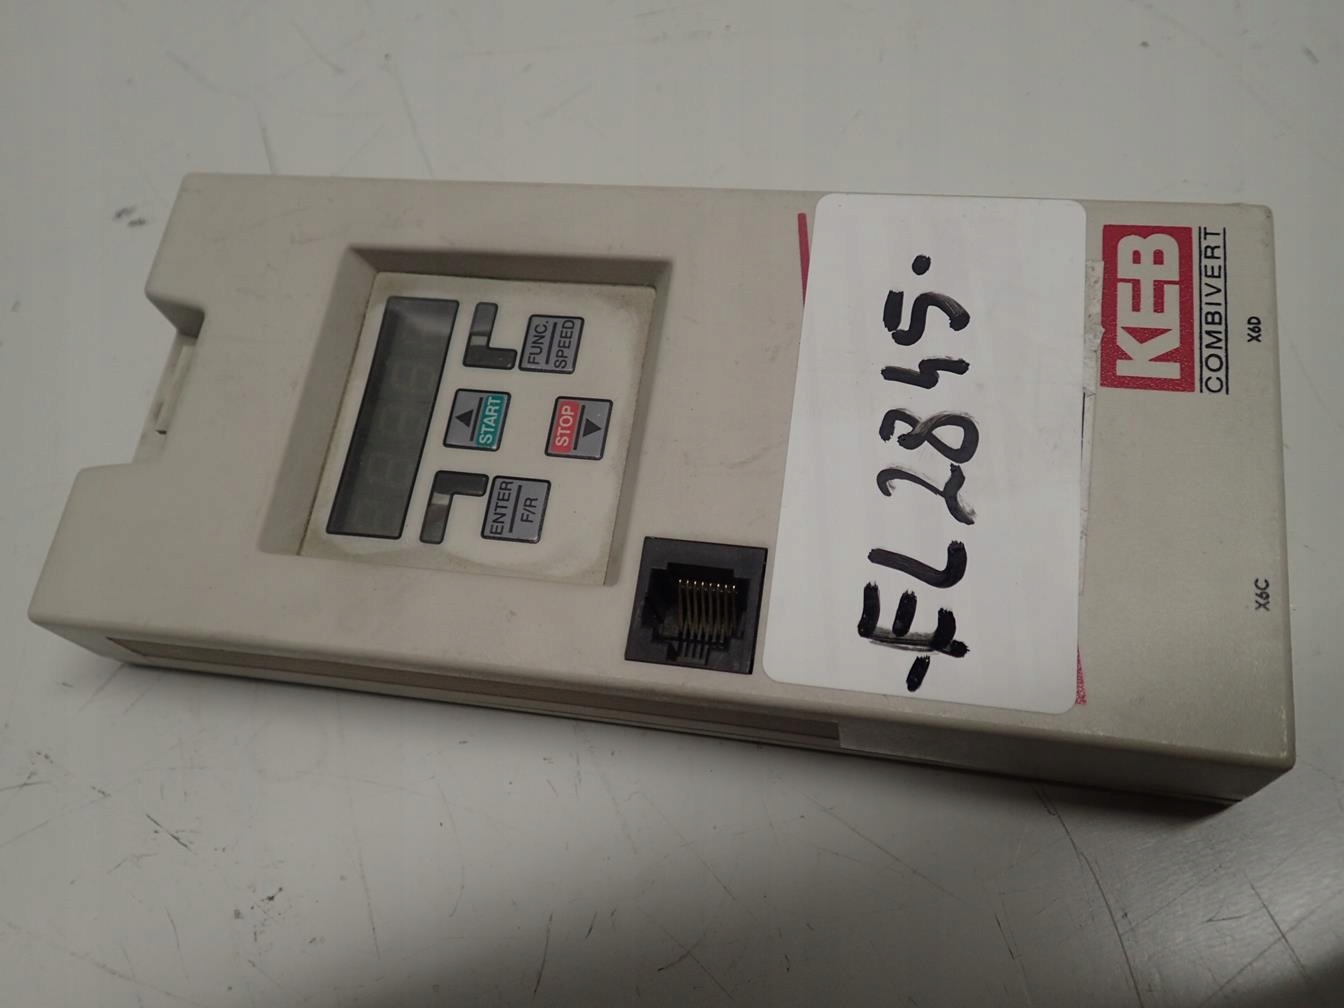 FUNC.
SPEED
START
STOP
ENTER
F/R
-EL2845.
KEB
COMBIVERT
X6C
X6D